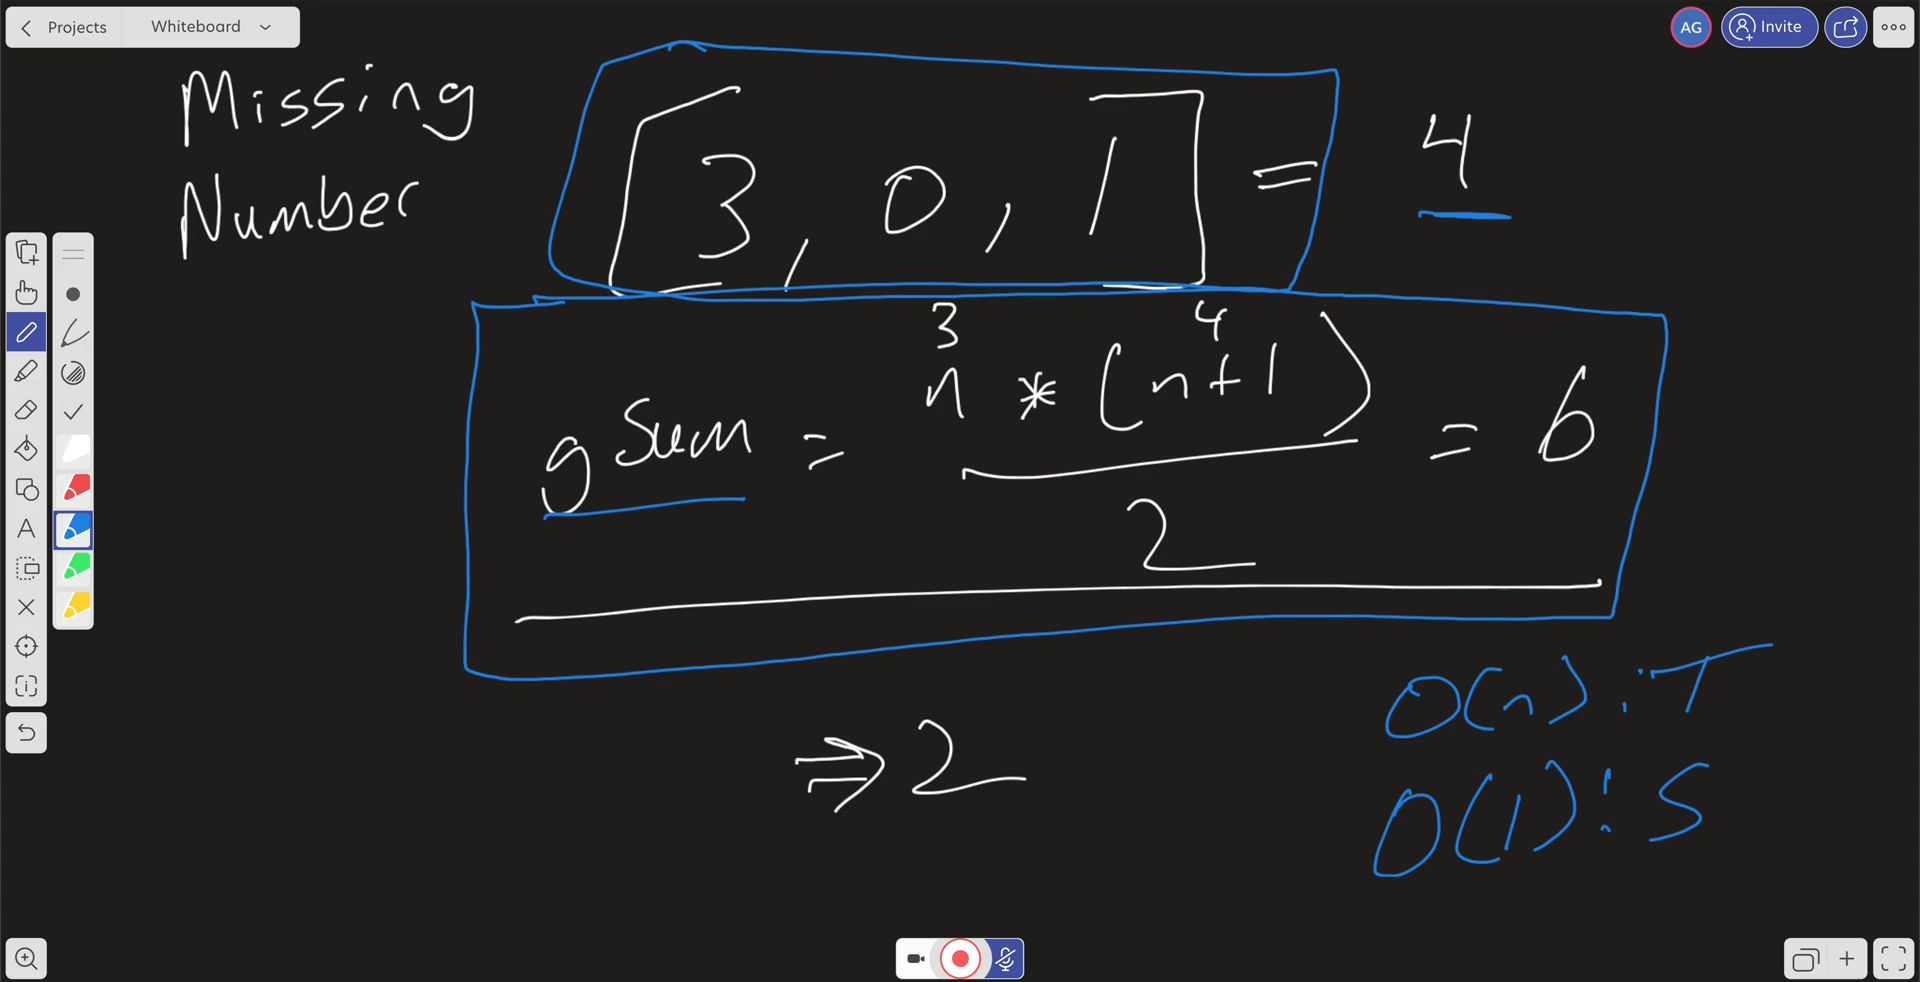 Projects
Whiteboard
AG
Invite
Missing
Number
[3, 0, 1] = 4
3 4
gSum = n * (n+1) = 6
2
⇒ 2
O(n) : T
O(1) : S
A